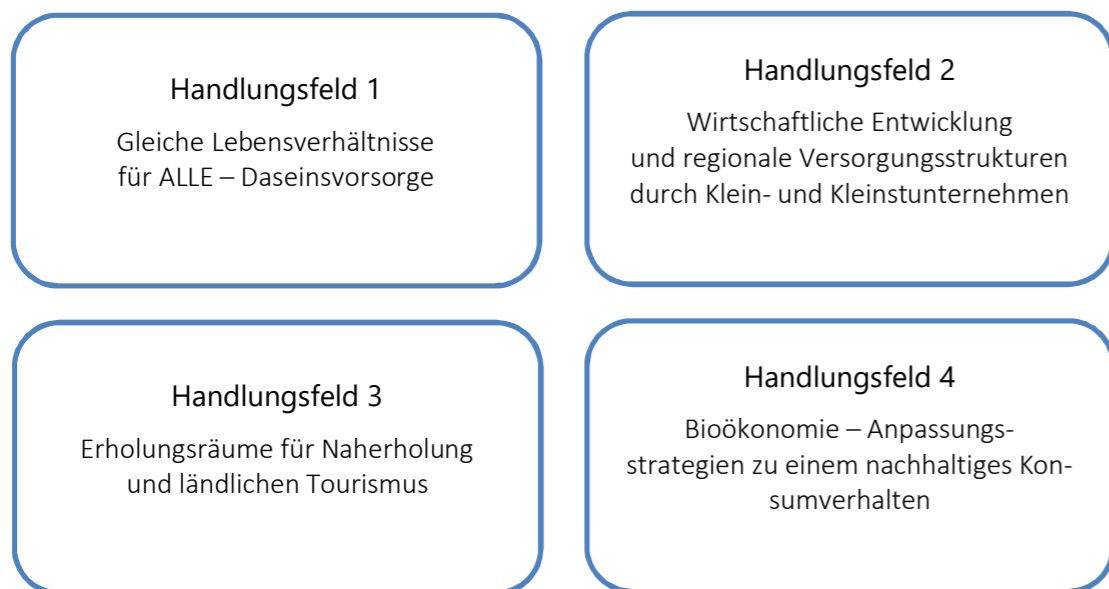 Handlungsfeld 1
Gleiche Lebensverhältnisse
für ALLE – Daseinsvorsorge
Handlungsfeld 2
Wirtschaftliche Entwicklung
und regionale Versorgungsstrukturen
durch Klein- und Kleinstunternehmen
Handlungsfeld 3
Erholungsräume für Naherholung
und ländlichen Tourismus
Handlungsfeld 4
Bioökonomie – Anpassungs-
strategien zu einem nachhaltiges Kon-
sumverhalten